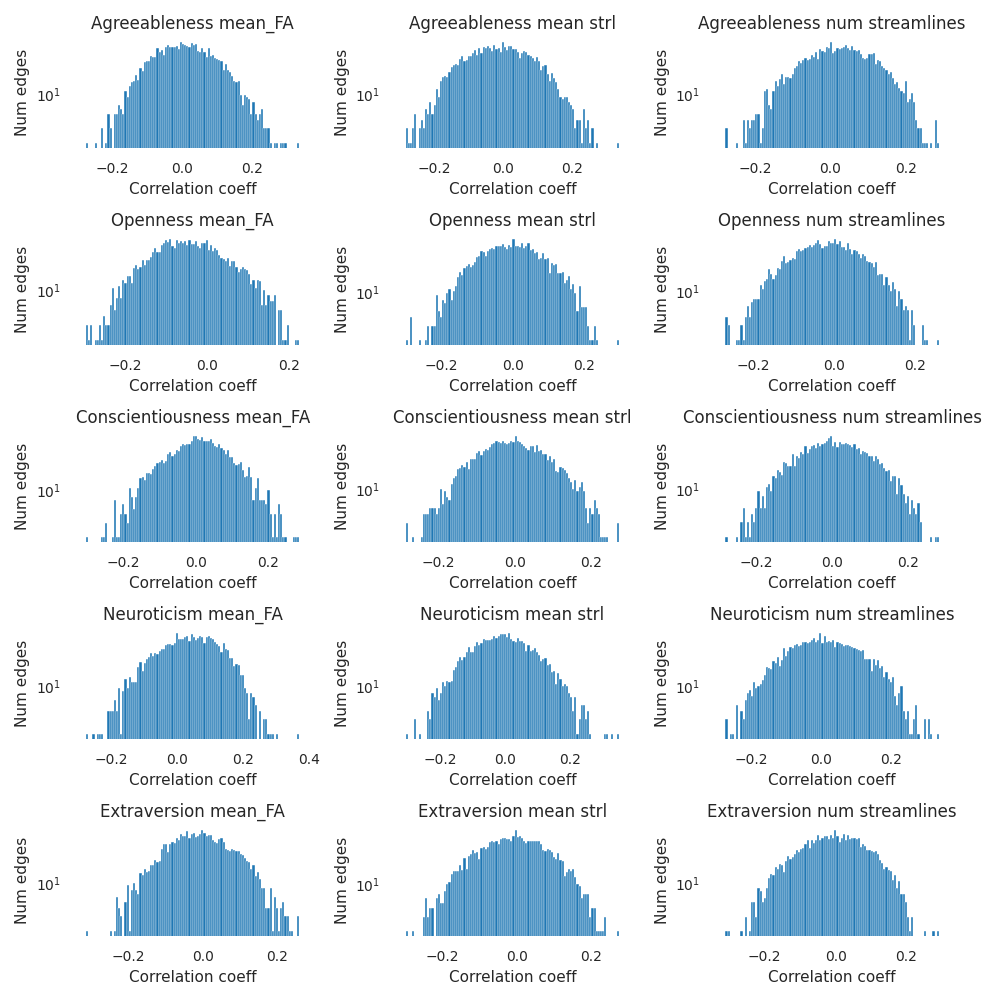 Agreeableness mean_FA
Agreeableness mean strl
Agreeableness num streamlines
Num edges
10¹
Num edges
10¹
Num edges
10¹
−0.2 0.0 0.2
−0.2 0.0 0.2
−0.2 0.0 0.2
Correlation coeff
Correlation coeff
Correlation coeff
Openness mean_FA
Openness mean strl
Openness num streamlines
Num edges
10¹
Num edges
10¹
Num edges
10¹
−0.2 0.0 0.2
−0.2 0.0 0.2
−0.2 0.0 0.2
Correlation coeff
Correlation coeff
Correlation coeff
Conscientiousness mean_FA
Conscientiousness mean strl
Conscientiousness num streamlines
Num edges
10¹
Num edges
10¹
Num edges
10¹
−0.2 0.0 0.2
−0.2 0.0 0.2
−0.2 0.0 0.2
Correlation coeff
Correlation coeff
Correlation coeff
Neuroticism mean_FA
Neuroticism mean strl
Neuroticism num streamlines
Num edges
10¹
Num edges
10¹
Num edges
10¹
−0.2 0.0 0.2 0.4
−0.2 0.0 0.2
−0.2 0.0 0.2
Correlation coeff
Correlation coeff
Correlation coeff
Extraversion mean_FA
Extraversion mean strl
Extraversion num streamlines
Num edges
10¹
Num edges
10¹
Num edges
10¹
−0.2 0.0 0.2
−0.2 0.0 0.2
−0.2 0.0 0.2
Correlation coeff
Correlation coeff
Correlation coeff